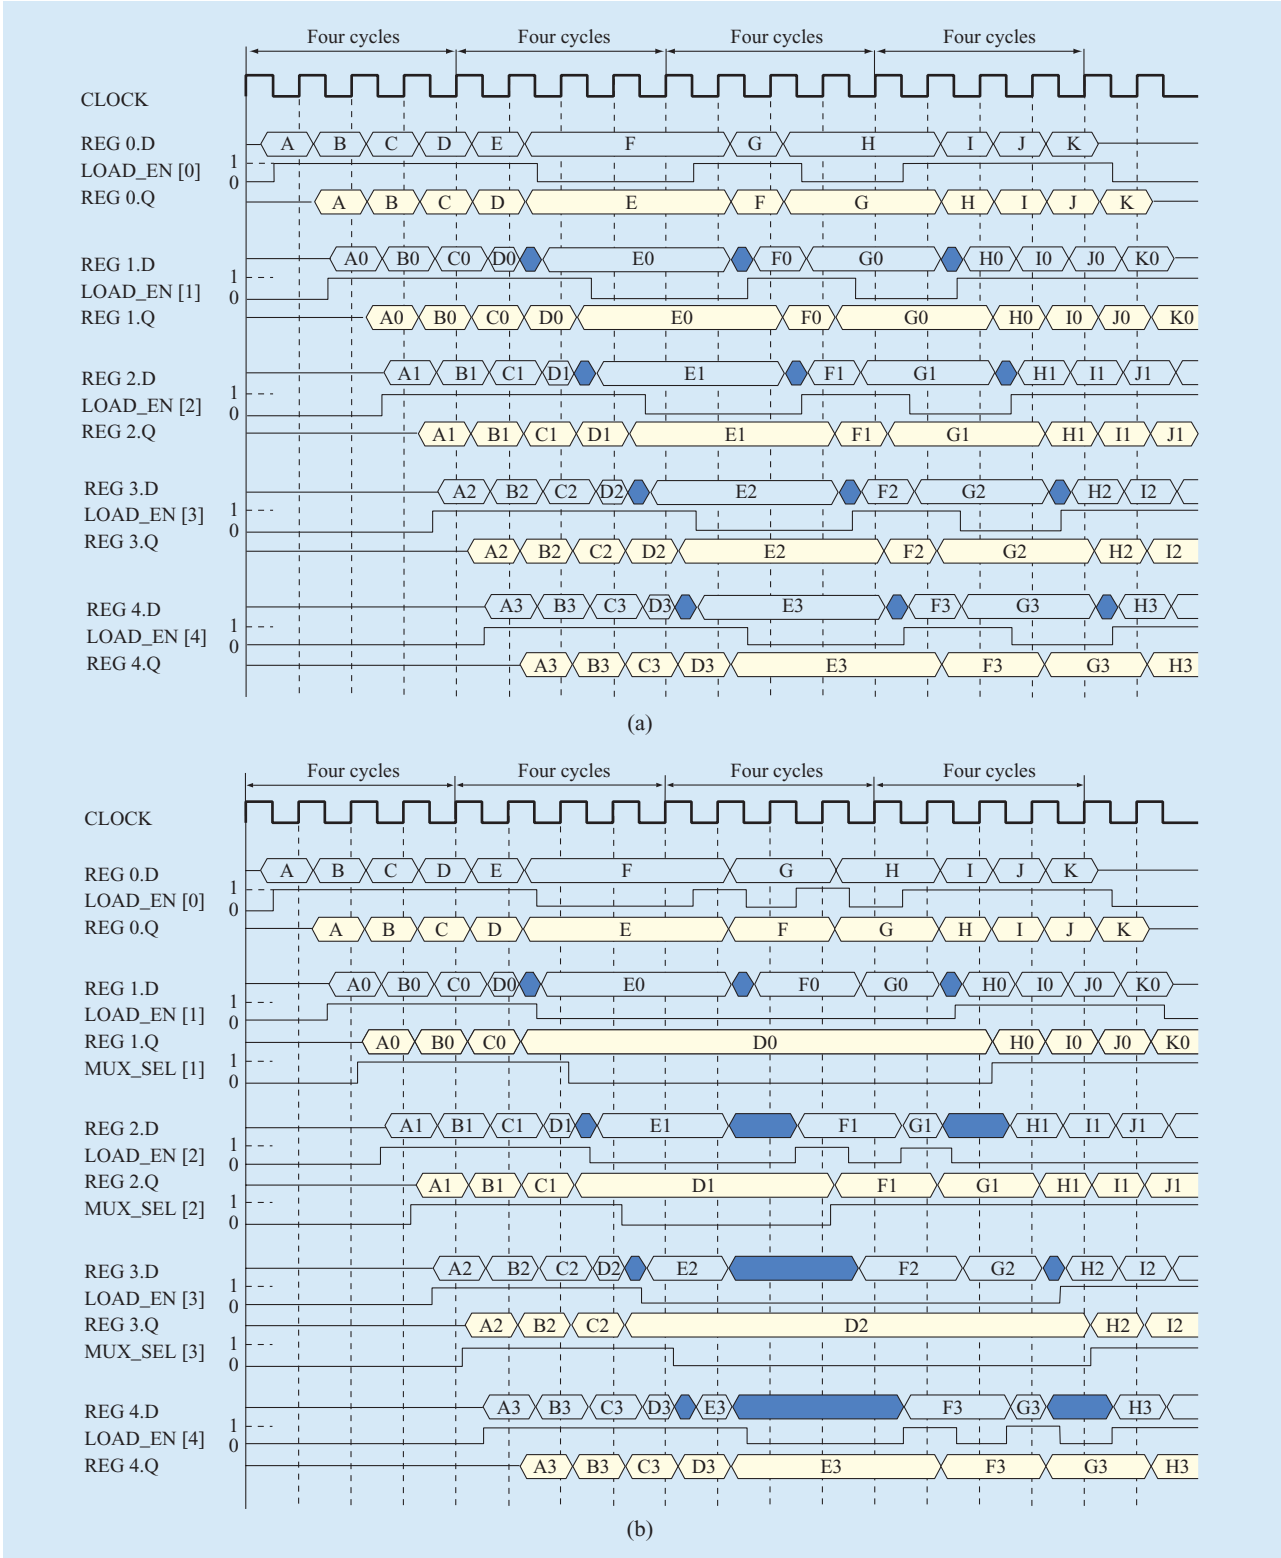 Four cycles Four cycles Four cycles Four cycles
CLOCK
REG 0.D A B C D E F G H I J K
LOAD_EN [0] 1 0
REG 0.Q A B C D E F G H I J K
REG 1.D A0 B0 C0 D0 E0 F0 G0 H0 I0 J0 K0
LOAD_EN [1] 1 0
REG 1.Q A0 B0 C0 D0 E0 F0 G0 H0 I0 J0 K0
REG 2.D A1 B1 C1 D1 E1 F1 G1 H1 I1 J1
LOAD_EN [2] 1 0
REG 2.Q A1 B1 C1 D1 E1 F1 G1 H1 I1 J1
REG 3.D A2 B2 C2 D2 E2 F2 G2 H2 I2
LOAD_EN [3] 1 0
REG 3.Q A2 B2 C2 D2 E2 F2 G2 H2 I2
REG 4.D A3 B3 C3 D3 E3 F3 G3 H3
LOAD_EN [4] 1 0
REG 4.Q A3 B3 C3 D3 E3 F3 G3 H3
(a)
Four cycles Four cycles Four cycles Four cycles
CLOCK
REG 0.D A B C D E F G H I J K
LOAD_EN [0] 1 0
REG 0.Q A B C D E F G H I J K
REG 1.D A0 B0 C0 D0 E0 F0 G0 H0 I0 J0 K0
LOAD_EN [1] 1 0
REG 1.Q A0 B0 C0 D0 H0 I0 J0 K0
MUX_SEL [1] 1 0
REG 2.D A1 B1 C1 D1 E1 F1 G1 H1 I1 J1
LOAD_EN [2] 1 0
REG 2.Q A1 B1 C1 D1 F1 G1 H1 I1 J1
MUX_SEL [2] 1 0
REG 3.D A2 B2 C2 D2 E2 F2 G2 H2 I2
LOAD_EN [3] 1 0
REG 3.Q A2 B2 C2 D2 H2 I2
MUX_SEL [3] 1 0
REG 4.D A3 B3 C3 D3 E3 F3 G3 H3
LOAD_EN [4] 1 0
REG 4.Q A3 B3 C3 D3 E3 F3 G3 H3
(b)